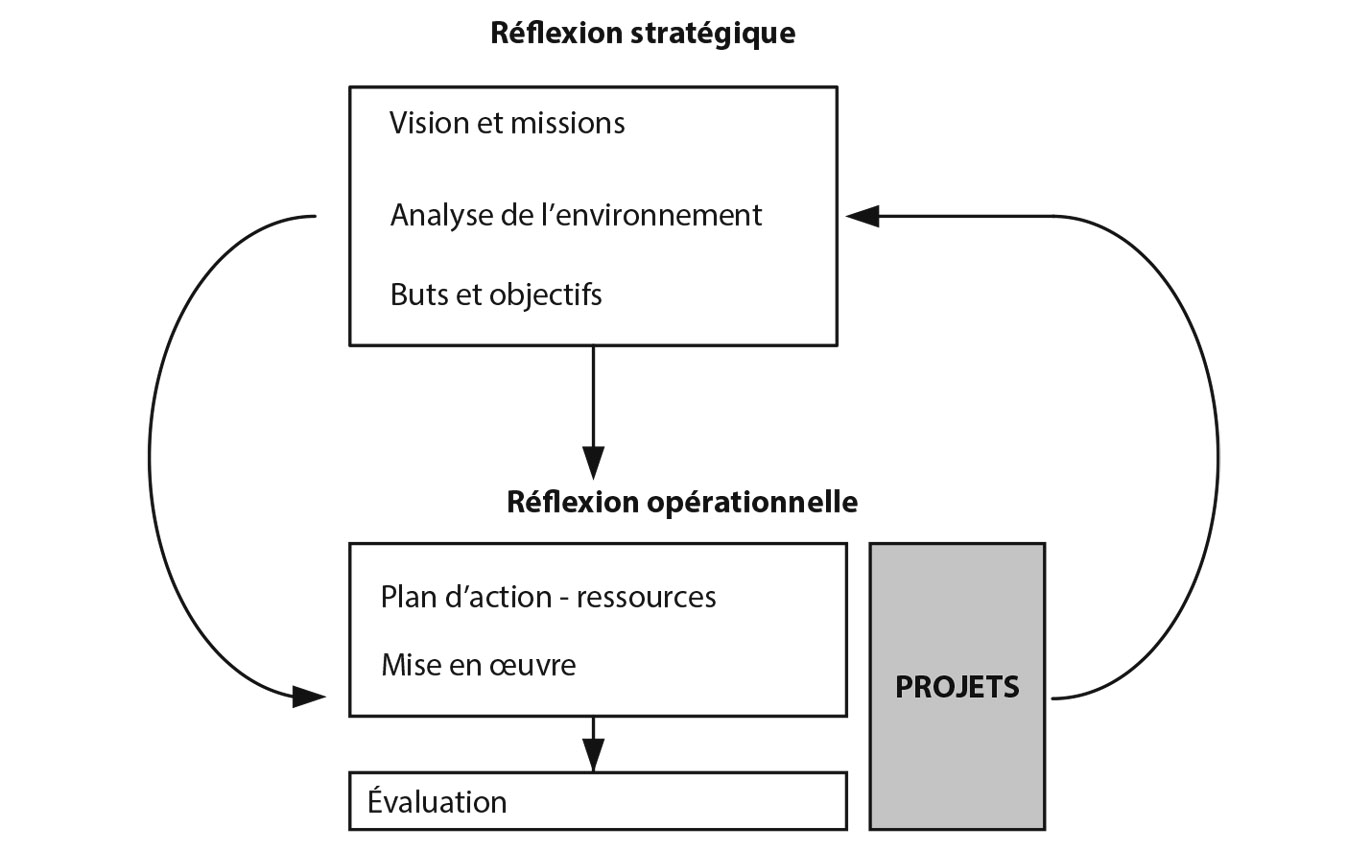 Réflexion stratégique
Vision et missions
Analyse de l’environnement
Buts et objectifs
Réflexion opérationnelle
Plan d’action - ressources
Mise en œuvre
PROJETS
Évaluation